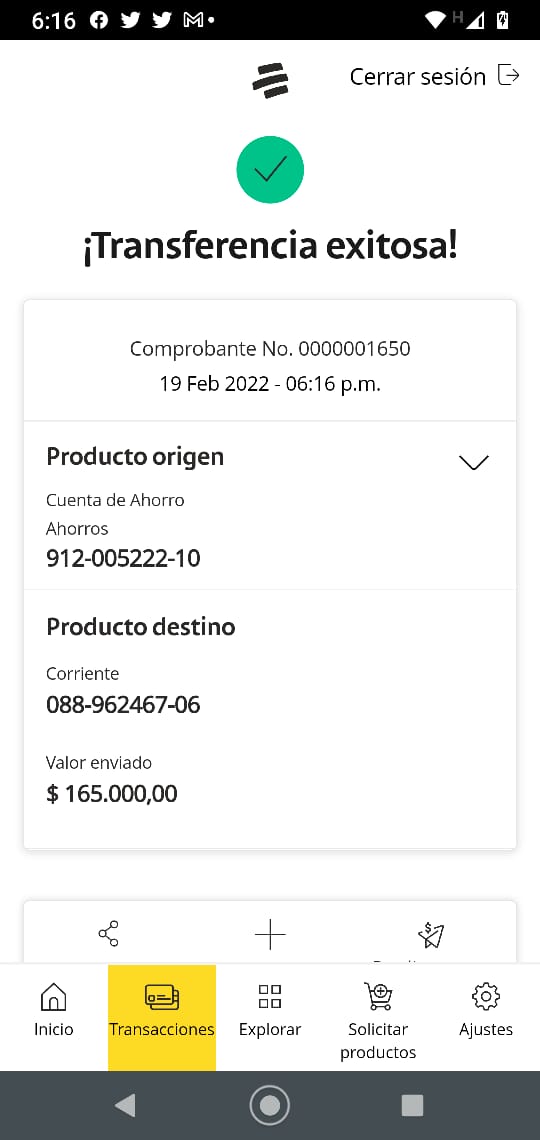 6:16
H
Cerrar sesión
¡Transferencia exitosa!
Comprobante No. 0000001650
19 Feb 2022 - 06:16 p.m.
Producto origen
Cuenta de Ahorro
Ahorros
912-005222-10
Producto destino
Corriente
088-962467-06
Valor enviado
$ 165.000,00
Inicio
Transacciones
Explorar
Solicitar
productos
Ajustes